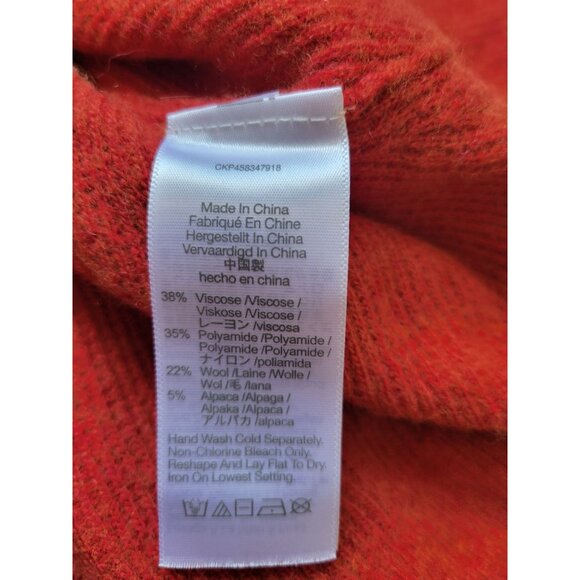 CKP458347918
Made In China
Fabriqué En Chine
Hergestellt In China
Vervaardigd In China
中国製
hecho en china
38% Viscose /Viscose /
Viskose /Viscose /
レーヨン /viscosa
35% Polyamide /Polyamide /
Polyamide /Polyamide /
ナイロン /poliamida
22% Wool /Laine /Wolle /
Wol /毛 /lana
5% Alpaca /Alpaga /
Alpaka /Alpaca /
アルパカ /alpaca
Hand Wash Cold Separately.
Non-Chlorine Bleach Only.
Reshape And Lay Flat To Dry.
Iron On Lowest Setting.